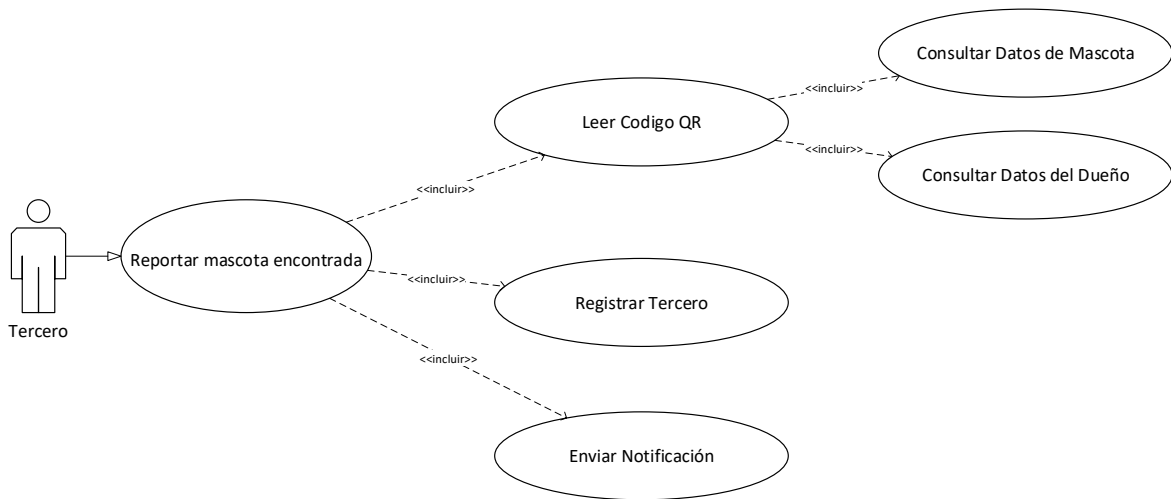 Consultar Datos de Mascota
<<incluir>>
Leer Codigo QR
<<incluir>>
Consultar Datos del Dueño
<<incluir>>
Reportar mascota encontrada
<<incluir>>
Registrar Tercero
Tercero
<<incluir>>
Enviar Notificación